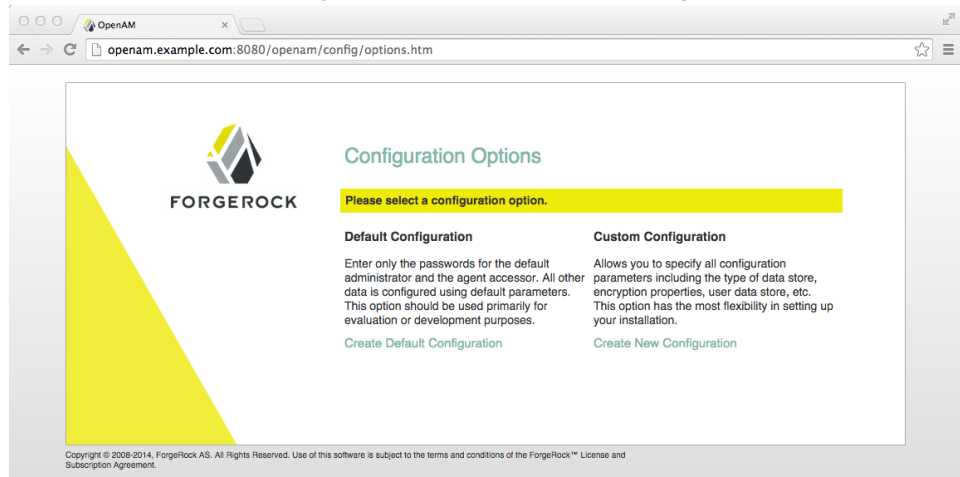 OpenAM
openam.example.com:8080/openam/config/options.htm
FORGEROCK
Configuration Options
Please select a configuration option.
Default Configuration
Enter only the passwords for the default
administrator and the agent accessor. All other
data is configured using default parameters.
This option should be used primarily for
evaluation or development purposes.
Create Default Configuration
Custom Configuration
Allows you to specify all configuration
parameters including the type of data store,
encryption properties, user data store, etc.
This option has the most flexibility in setting up
your installation.
Create New Configuration
Copyright © 2008-2014, ForgeRock AS. All Rights Reserved. Use of this software is subject to the terms and conditions of the ForgeRock™ License and
Subscription Agreement.